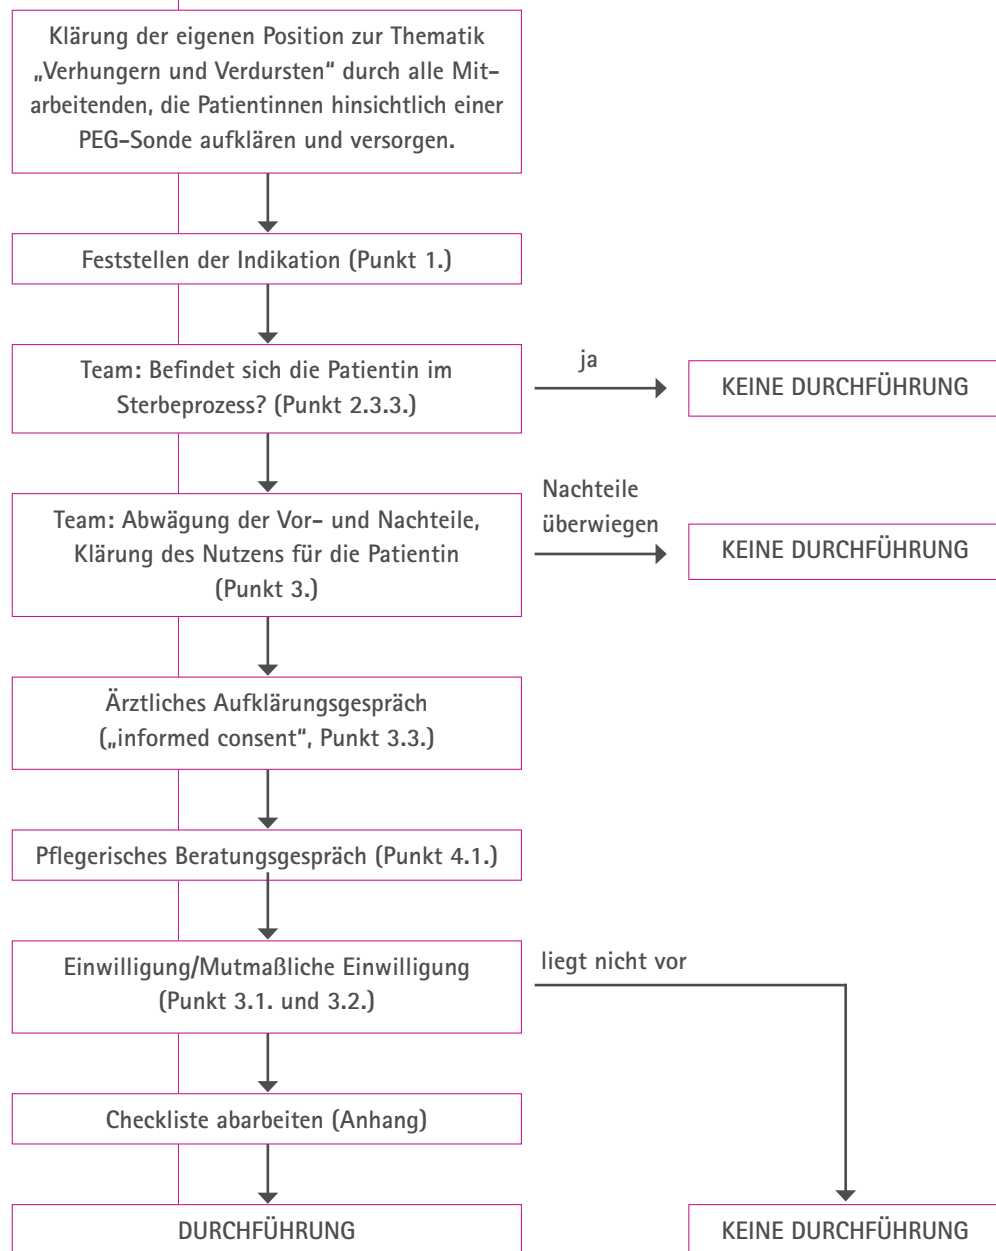 Klärung der eigenen Position zur Thematik
„Verhungern und Verdursten“ durch alle Mit-
arbeitenden, die Patientinnen hinsichtlich einer
PEG-Sonde aufklären und versorgen.
Feststellen der Indikation (Punkt 1.)
Team: Befindet sich die Patientin im
Sterbeprozess? (Punkt 2.3.3.)
ja
KEINE DURCHFÜHRUNG
Team: Abwägung der Vor- und Nachteile,
Klärung des Nutzens für die Patientin
(Punkt 3.)
Nachteile
überwiegen
KEINE DURCHFÜHRUNG
Ärztliches Aufklärungsgespräch
(„informed consent“, Punkt 3.3.)
Pflegerisches Beratungsgespräch (Punkt 4.1.)
Einwilligung/Mutmaßliche Einwilligung
(Punkt 3.1. und 3.2.)
liegt nicht vor
Checkliste abarbeiten (Anhang)
DURCHFÜHRUNG
KEINE DURCHFÜHRUNG